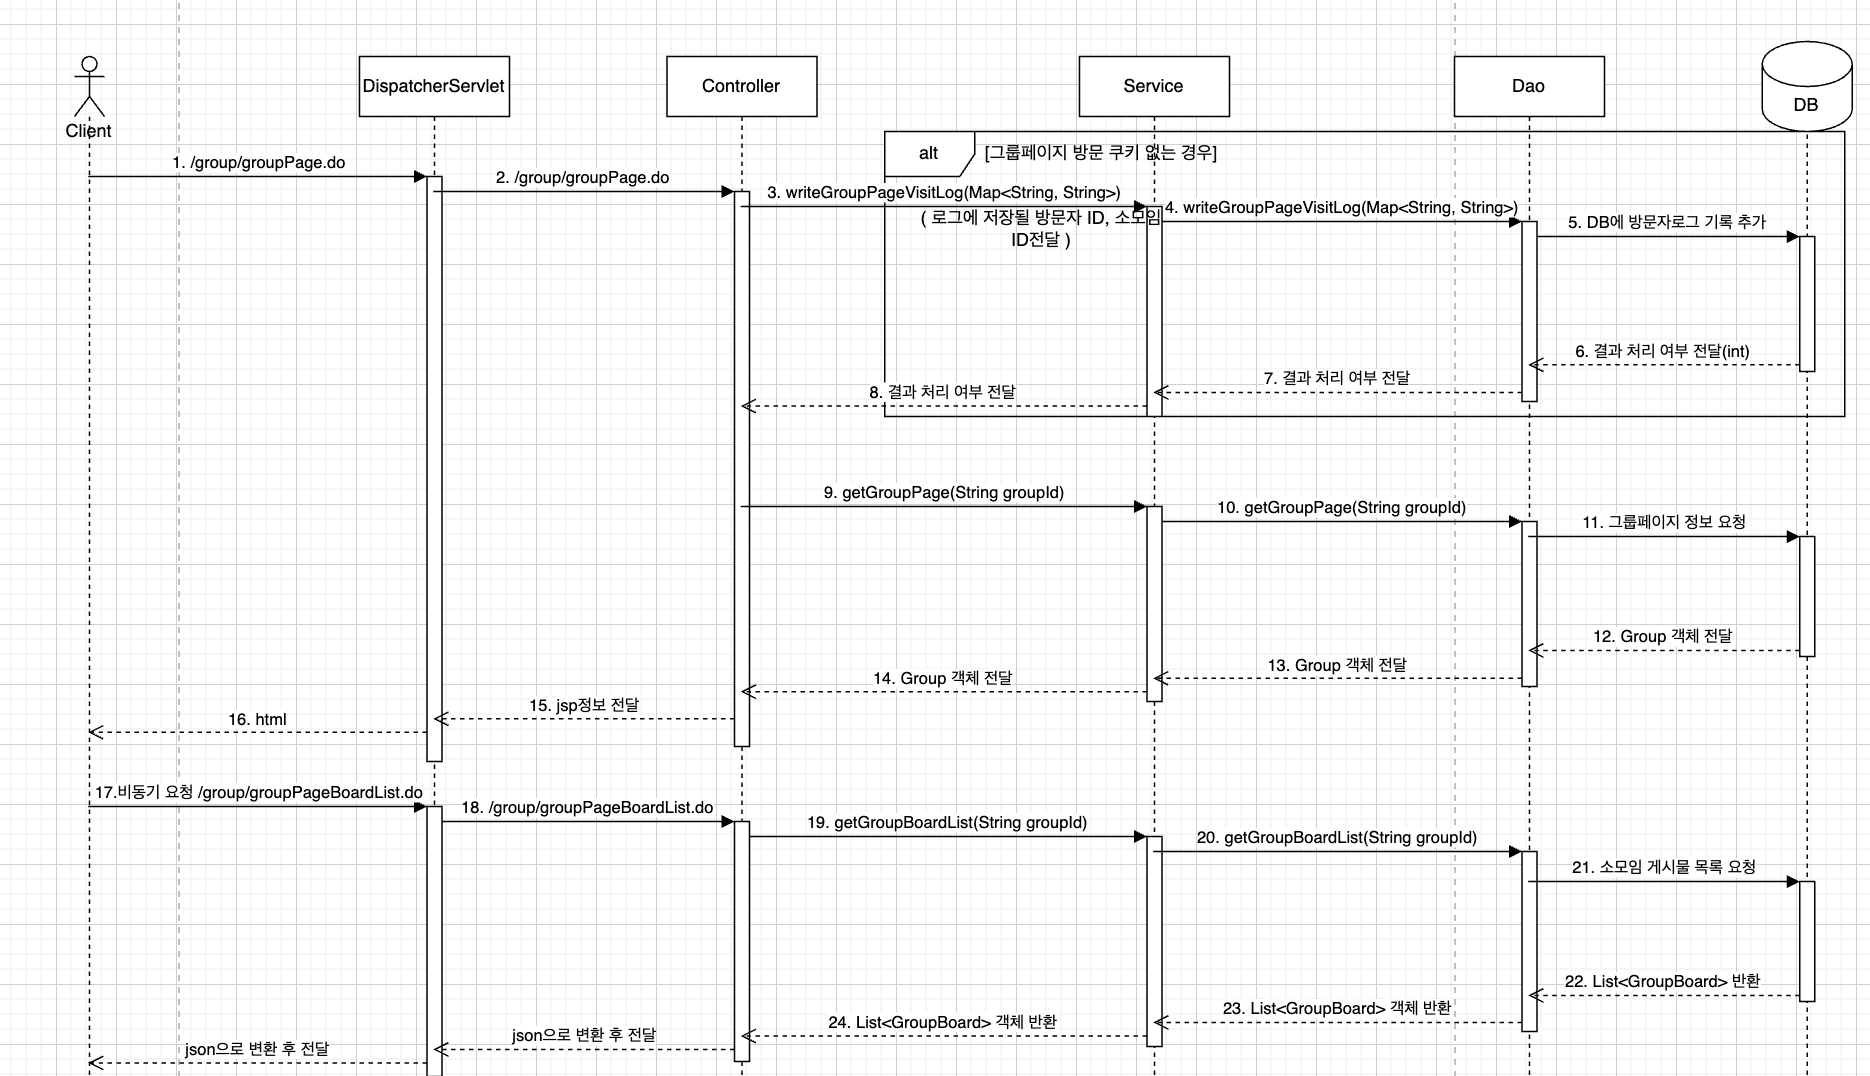 Client
DispatcherServlet
Controller
Service
Dao
DB
alt
[그룹페이지 방문 쿠키 없는 경우]
1. /group/groupPage.do
2. /group/groupPage.do
3. writeGroupPageVisitLog(Map<String, String>)
( 로그에 저장될 방문자 ID, 소모임
ID전달 )
4. writeGroupPageVisitLog(Map<String, String>)
5. DB에 방문자로그 기록 추가
6. 결과 처리 여부 전달(int)
7. 결과 처리 여부 전달
8. 결과 처리 여부 전달
9. getGroupPage(String groupId)
10. getGroupPage(String groupId)
11. 그룹페이지 정보 요청
12. Group 객체 전달
13. Group 객체 전달
14. Group 객체 전달
15. jsp정보 전달
16. html
17.비동기 요청 /group/groupPageBoardList.do
18. /group/groupPageBoardList.do
19. getGroupBoardList(String groupId)
20. getGroupBoardList(String groupId)
21. 소모임 게시물 목록 요청
22. List<GroupBoard> 반환
23. List<GroupBoard> 객체 반환
24. List<GroupBoard> 객체 반환
json으로 변환 후 전달
json으로 변환 후 전달